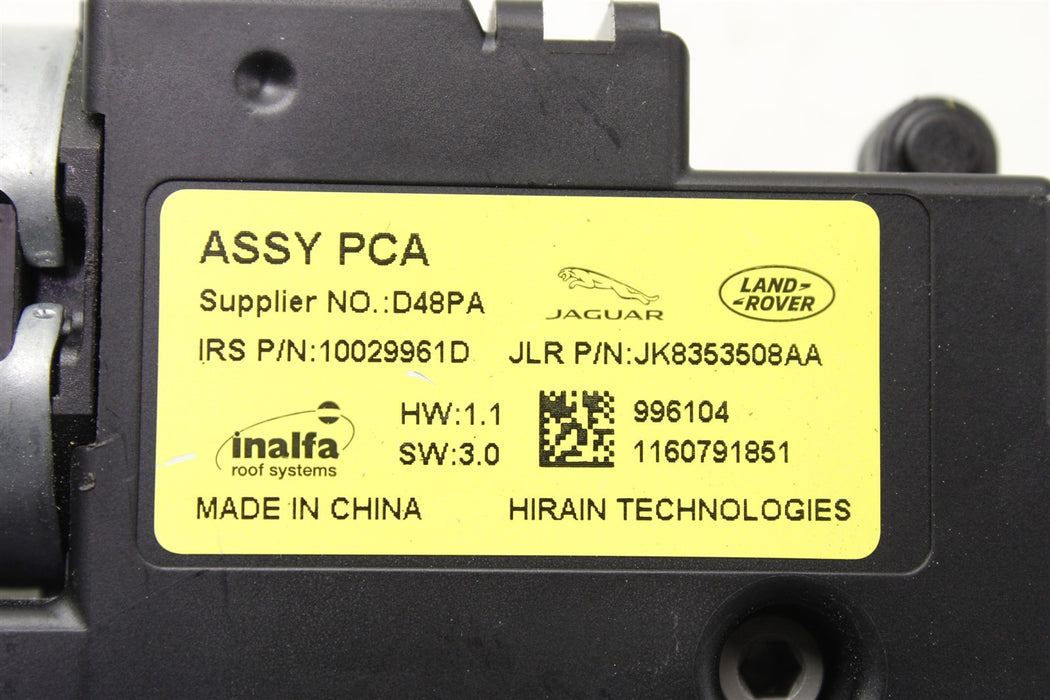 ASSY PCA
Supplier NO.:D48PA
JAGUAR
LAND-
-ROVER
IRS P/N:10029961D JLR P/N:JK8353508AA
inalfa
roof systems
HW:1.1
SW:3.0
996104
1160791851
MADE IN CHINA HIRAIN TECHNOLOGIES